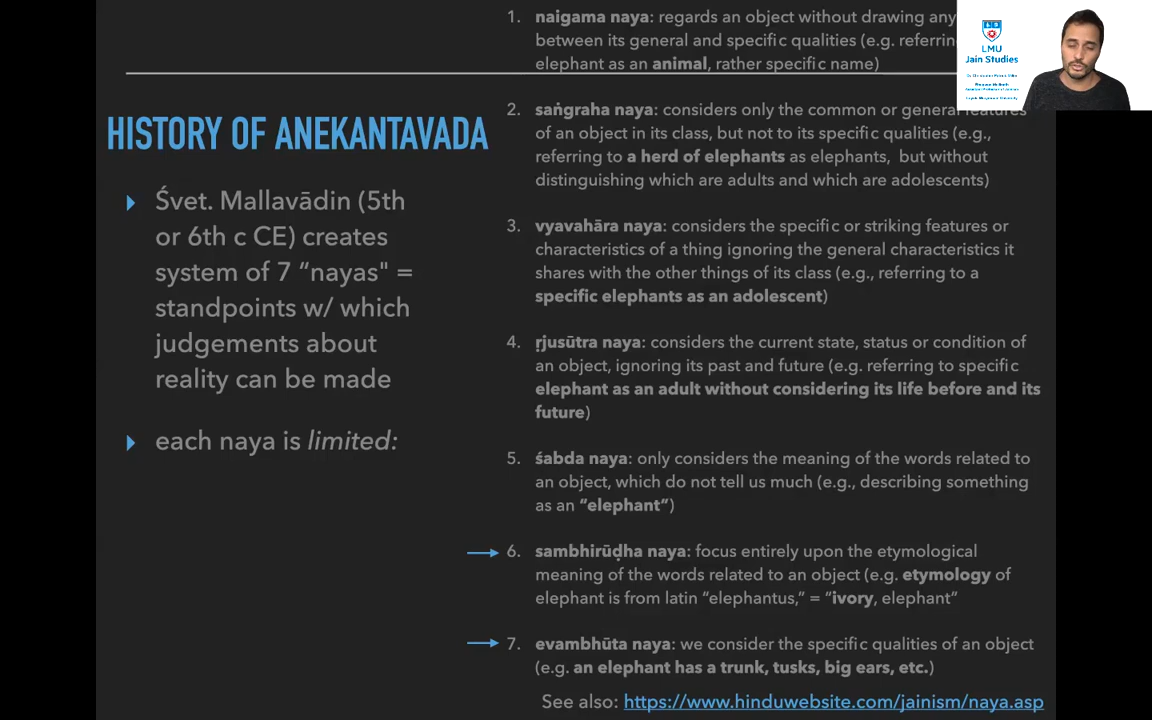 HISTORY OF ANEKANTAVADA
Śvet. Mallavādin (5th
or 6th c CE) creates
system of 7 “nayas" =
standpoints w/ which
judgements about
reality can be made
each naya is limited:
1. naigama naya: regards an object without drawing any
between its general and specific qualities (e.g. referrin
elephant as an animal, rather specific name)
2. saṅgraha naya: considers only the common or general features
of an object in its class, but not to its specific qualities (e.g.,
referring to a herd of elephants as elephants, but without
distinguishing which are adults and which are adolescents)
3. vyavahāra naya: considers the specific or striking features or
characteristics of a thing ignoring the general characteristics it
shares with the other things of its class (e.g., referring to a
specific elephants as an adolescent)
4. ṛjusūtra naya: considers the current state, status or condition of
an object, ignoring its past and future (e.g. referring to specific
elephant as an adult without considering its life before and its
future)
5. śabda naya: only considers the meaning of the words related to
an object, which do not tell us much (e.g., describing something
as an “elephant”)
6. sambhirūḍha naya: focus entirely upon the etymological
meaning of the words related to an object (e.g. etymology of
elephant is from latin “elephantus,” = “ivory, elephant”
7. evambhūta naya: we consider the specific qualities of an object
(e.g. an elephant has a trunk, tusks, big ears, etc.)
See also: https://www.hinduwebsite.com/jainism/naya.asp
LMU
Jain Studies